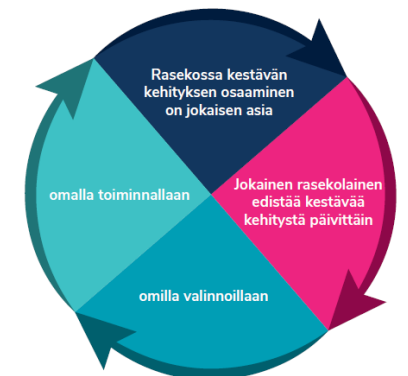 Rasekossa kestävän
kehityksen osaaminen
on jokaisen asia
Jokainen rasekolainen
edistää kestävää
kehitystä päivittäin
omilla valinnoillaan
omalla toiminnallaan